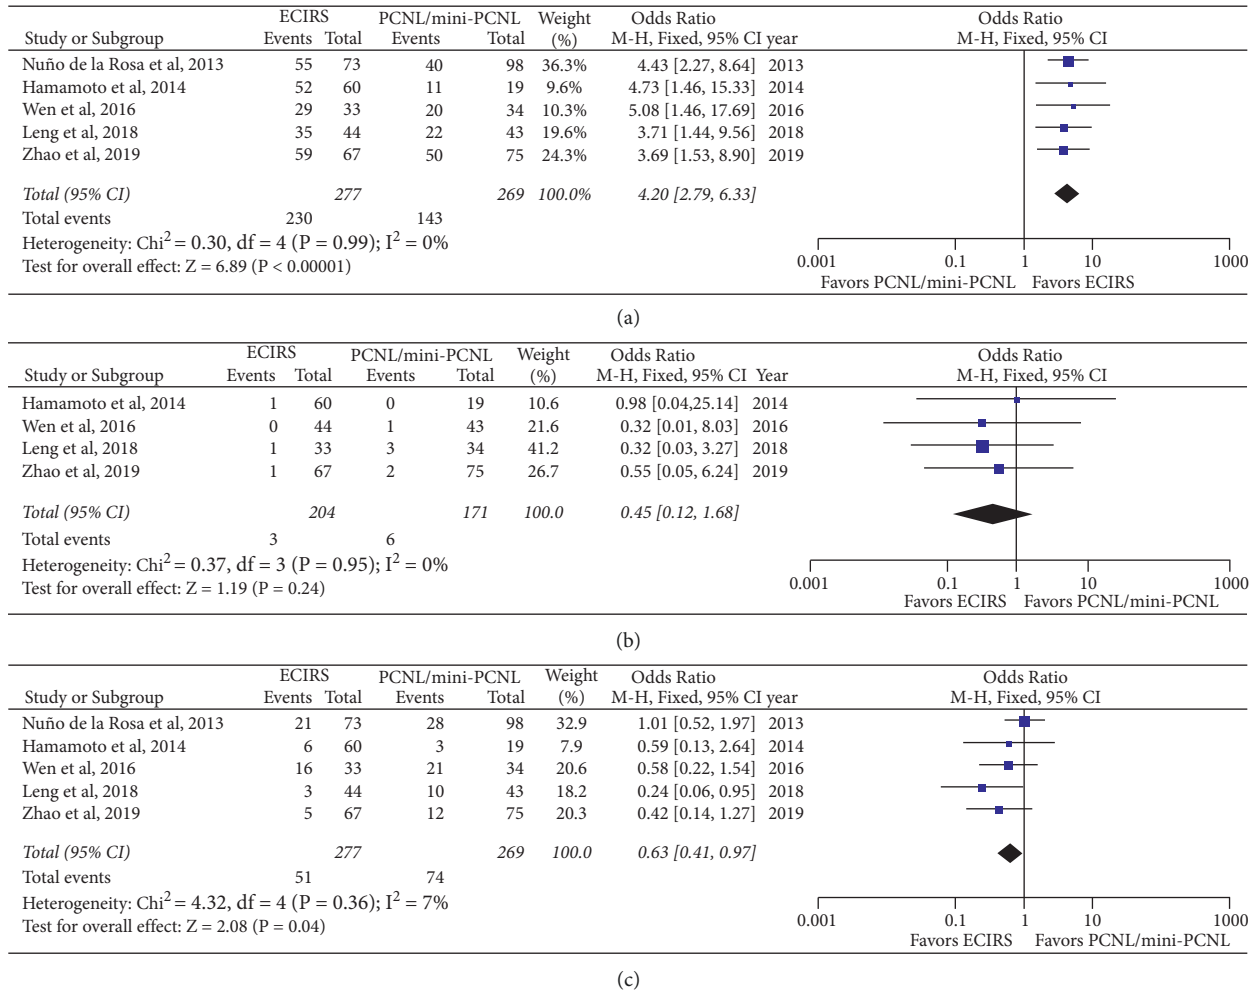 ECIRS PCNL/mini-PCNL Weight Odds Ratio Odds Ratio
Study or Subgroup Events Total Events Total (%) M-H, Fixed, 95% CI year M-H, Fixed, 95% CI
Nuño de la Rosa et al, 2013 55 73 40 98 36.3% 4.43 [2.27, 8.64] 2013
Hamamoto et al, 2014 52 60 11 19 9.6% 4.73 [1.46, 15.33] 2014
Wen et al, 2016 29 33 20 34 10.3% 5.08 [1.46, 17.69] 2016
Leng et al, 2018 35 44 22 43 19.6% 3.71 [1.44, 9.56] 2018
Zhao et al, 2019 59 67 50 75 24.3% 3.69 [1.53, 8.90] 2019
Total (95% CI) 277 269 100.0% 4.20 [2.79, 6.33]
Total events 230 143
Heterogeneity: Chi² = 0.30, df = 4 (P = 0.99); I² = 0%
Test for overall effect: Z = 6.89 (P < 0.00001)
0.001 0.1 1 10 1000
Favors PCNL/mini-PCNL Favors ECIRS
(a)
ECIRS PCNL/mini-PCNL Weight Odds Ratio Odds Ratio
Study or Subgroup Events Total Events Total (%) M-H, Fixed, 95% CI Year M-H, Fixed, 95% CI
Hamamoto et al, 2014 1 60 0 19 10.6 0.98 [0.04,25.14] 2014
Wen et al, 2016 0 44 1 43 21.6 0.32 [0.01, 8.03] 2016
Leng et al, 2018 1 33 3 34 41.2 0.32 [0.03, 3.27] 2018
Zhao et al, 2019 1 67 2 75 26.7 0.55 [0.05, 6.24] 2019
Total (95% CI) 204 171 100.0 0.45 [0.12, 1.68]
Total events 3 6
Heterogeneity: Chi² = 0.37, df = 3 (P = 0.95); I² = 0%
Test for overall effect: Z = 1.19 (P = 0.24)
0.001 0.1 1 10 1000
Favors ECIRS Favors PCNL/mini-PCNL
(b)
ECIRS PCNL/mini-PCNL Weight Odds Ratio Odds Ratio
Study or Subgroup Events Total Events Total (%) M-H, Fixed, 95% CI year M-H, Fixed, 95% CI
Nuño de la Rosa et al, 2013 21 73 28 98 32.9 1.01 [0.52, 1.97] 2013
Hamamoto et al, 2014 6 60 3 19 7.9 0.59 [0.13, 2.64] 2014
Wen et al, 2016 16 33 21 34 20.6 0.58 [0.22, 1.54] 2016
Leng et al, 2018 3 44 10 43 18.2 0.24 [0.06, 0.95] 2018
Zhao et al, 2019 5 67 12 75 20.3 0.42 [0.14, 1.27] 2019
Total (95% CI) 277 269 100.0 0.63 [0.41, 0.97]
Total events 51 74
Heterogeneity: Chi² = 4.32, df = 4 (P = 0.36); I² = 7%
Test for overall effect: Z = 2.08 (P = 0.04)
0.001 0.1 1 10 1000
Favors ECIRS Favors PCNL/mini-PCNL
(c)